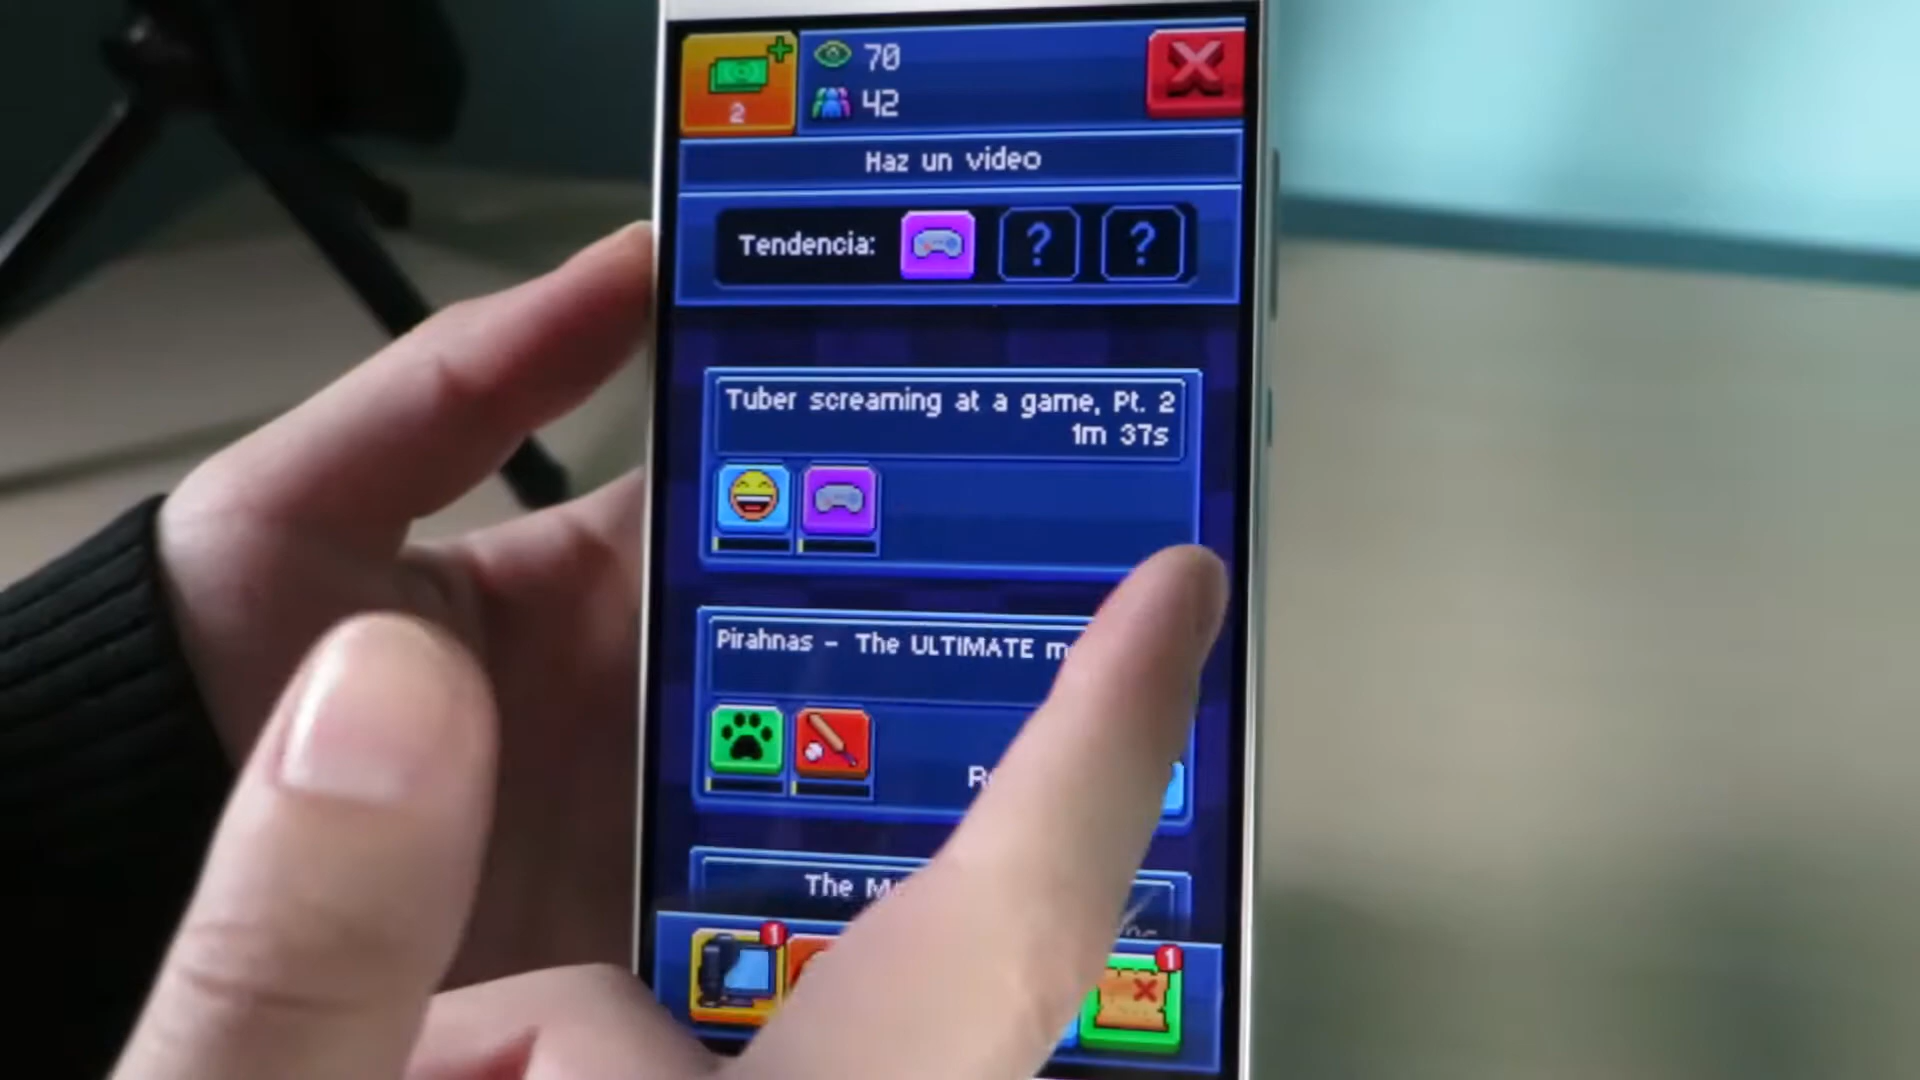 70
2
42
Haz un video
Tendencia:
?
?
Tuber screaming at a game, Pt. 2
1m 37s
Pirahnas - The ULTIMATE
The
1
1